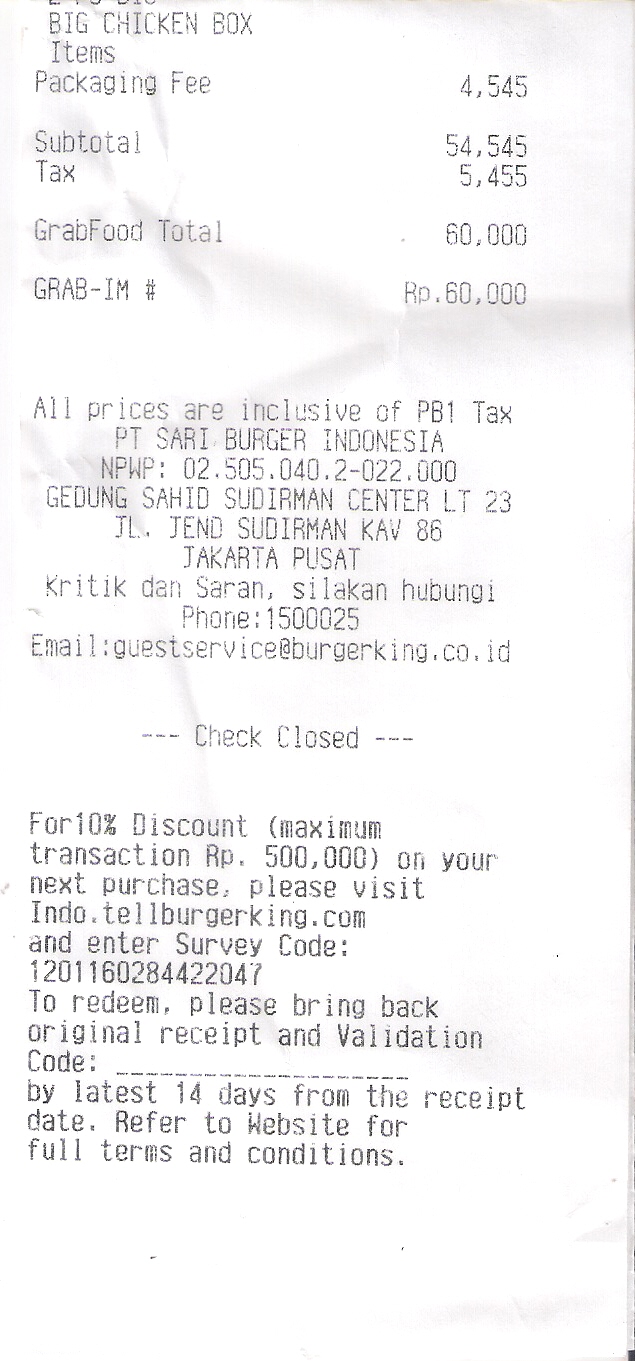 BIG CHICKEN BOX
Items
Packaging Fee 4,545
Subtotal 54,545
Tax 5,455
GrabFood Total 60,000
GRAB-IM # Rp.60,000
All prices are inclusive of PB1 Tax
PT SARI BURGER INDONESIA
NPWP: 02.505.040.2-022.000
GEDUNG SAHID SUDIRMAN CENTER LT 23
JL. JEND SUDIRMAN KAV 86
JAKARTA PUSAT
Kritik dan Saran, silakan hubungi
Phone:1500025
Email:guestservice@burgerking.co.id
--- Check Closed ---
For10% Discount (maximum
transaction Rp. 500,000) on your
next purchase, please visit
Indo.tellburgerking.com
and enter Survey Code:
1201160284422047
To redeem, please bring back
original receipt and Validation
Code: ____________________
by latest 14 days from the receipt
date. Refer to Website for
full terms and conditions.